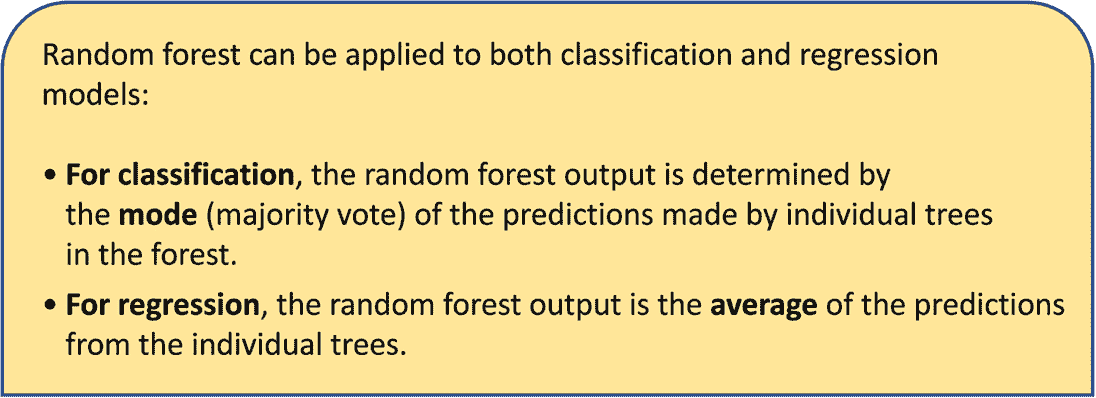 Random forest can be applied to both classification and regression
models:
• For classification, the random forest output is determined by
the mode (majority vote) of the predictions made by individual trees
in the forest.
• For regression, the random forest output is the average of the predictions
from the individual trees.